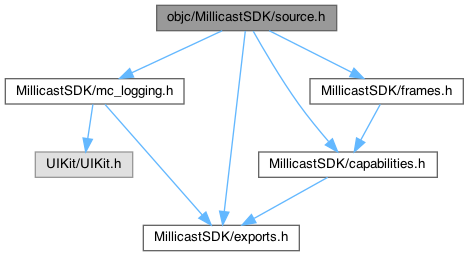 objc/MillicastSDK/source.h
MillicastSDK/mc_logging.h
MillicastSDK/frames.h
UIKit/UIKit.h
MillicastSDK/capabilities.h
MillicastSDK/exports.h